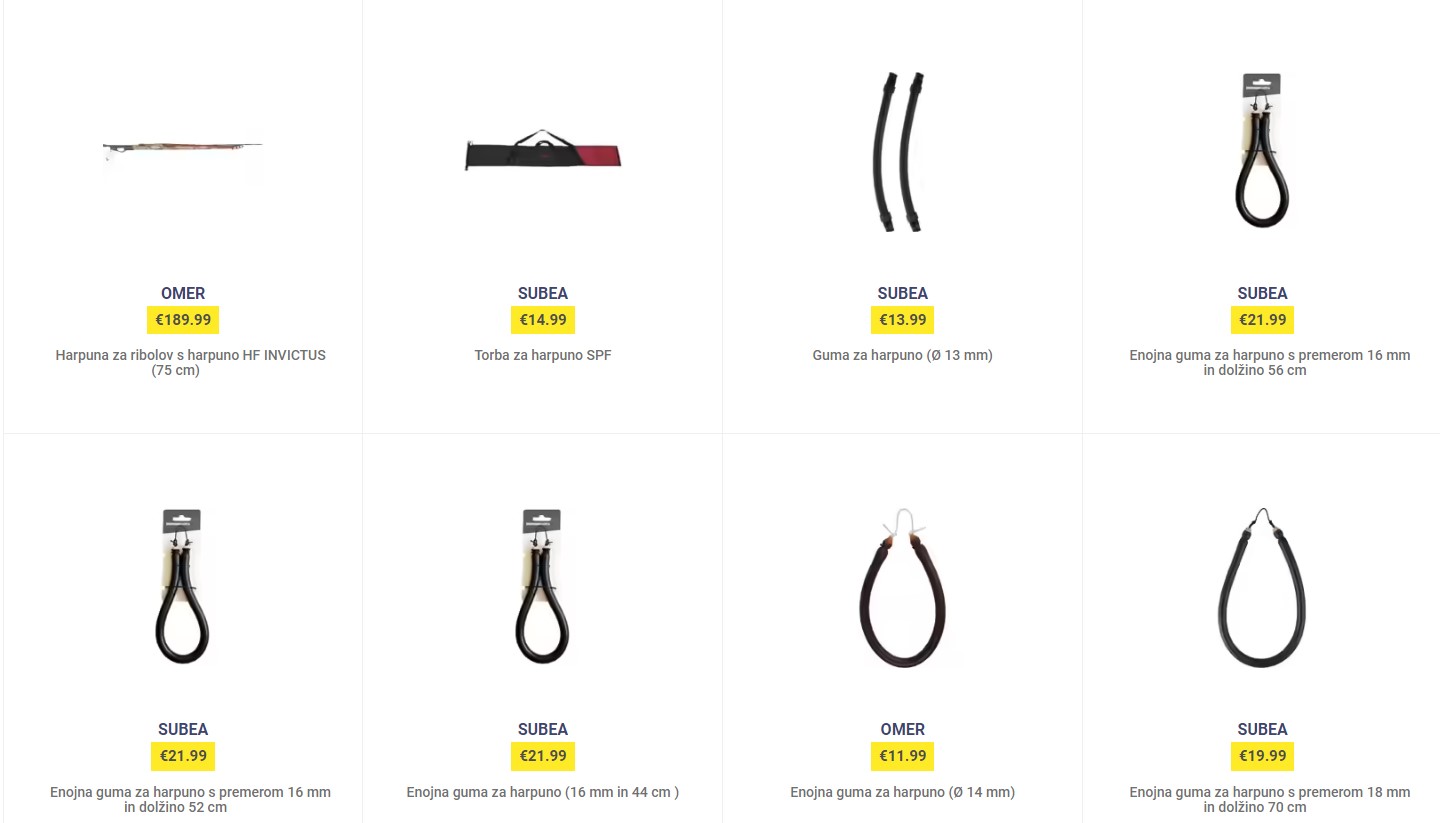 OMER
€189.99
Harpuna za ribolov s harpuno HF INVICTUS
(75 cm)
SUBEA
€14.99
Torba za harpuno SPF
SUBEA
€13.99
Guma za harpuno (Ø 13 mm)
SUBEA
€21.99
Enojna guma za harpuno s premerom 16 mm
in dolžino 56 cm
SUBEA
€21.99
Enojna guma za harpuno s premerom 16 mm
in dolžino 52 cm
SUBEA
€21.99
Enojna guma za harpuno (16 mm in 44 cm )
OMER
€11.99
Enojna guma za harpuno (Ø 14 mm)
SUBEA
€19.99
Enojna guma za harpuno s premerom 18 mm
in dolžino 70 cm